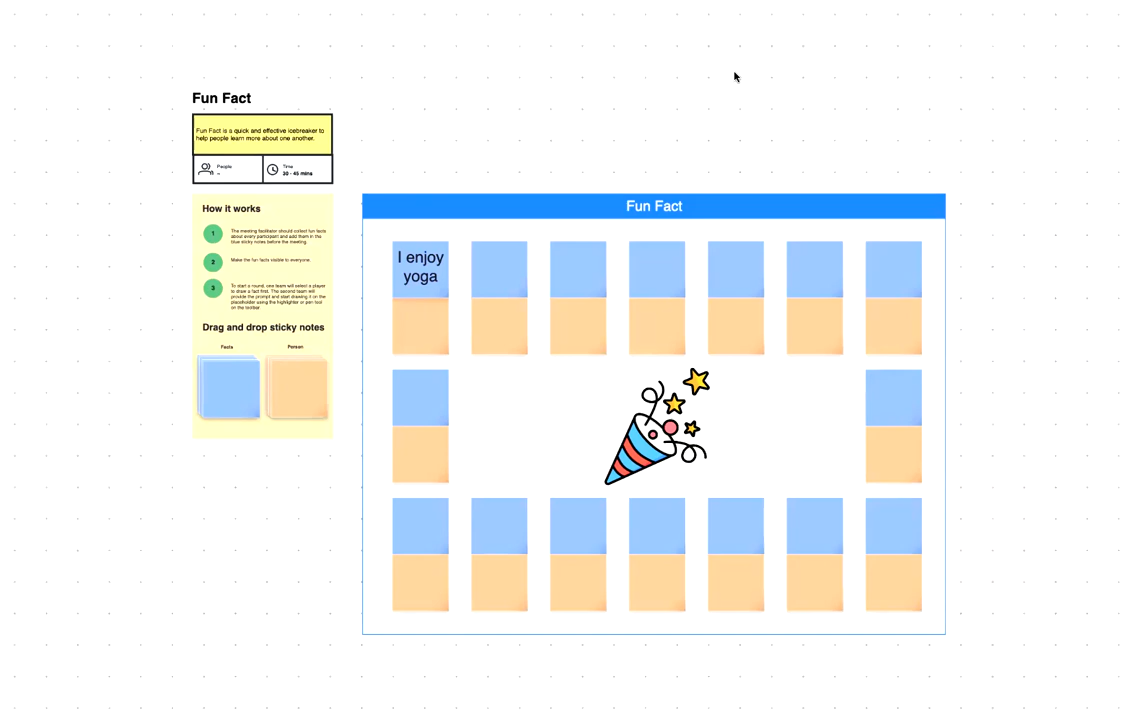 Fun Fact
Fun Fact is a quick and effective icebreaker to
help people learn more about one another.
People
–
Time
30 - 45 mins
How it works
1
The meeting facilitator should collect fun facts
about every participant and add them in the
blue sticky notes before the meeting.
2
Make the fun facts visible to everyone.
3
To start a round, one team will select a player
to draw a fact first. The second team will
provide the prompt and start drawing it on the
placeholder using the highlighter or pen tool
on the toolbar.
Drag and drop sticky notes
Facts
Person
Fun Fact
I enjoy
yoga